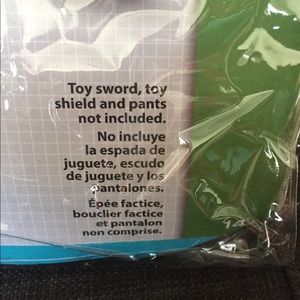 Toy sword, toy
shield and pants
not included.
No incluye
la espada de
juguete, escudo
de juguete y los
pantalones.
Épée factice,
bouclier factice
et pantalon
non comprise.